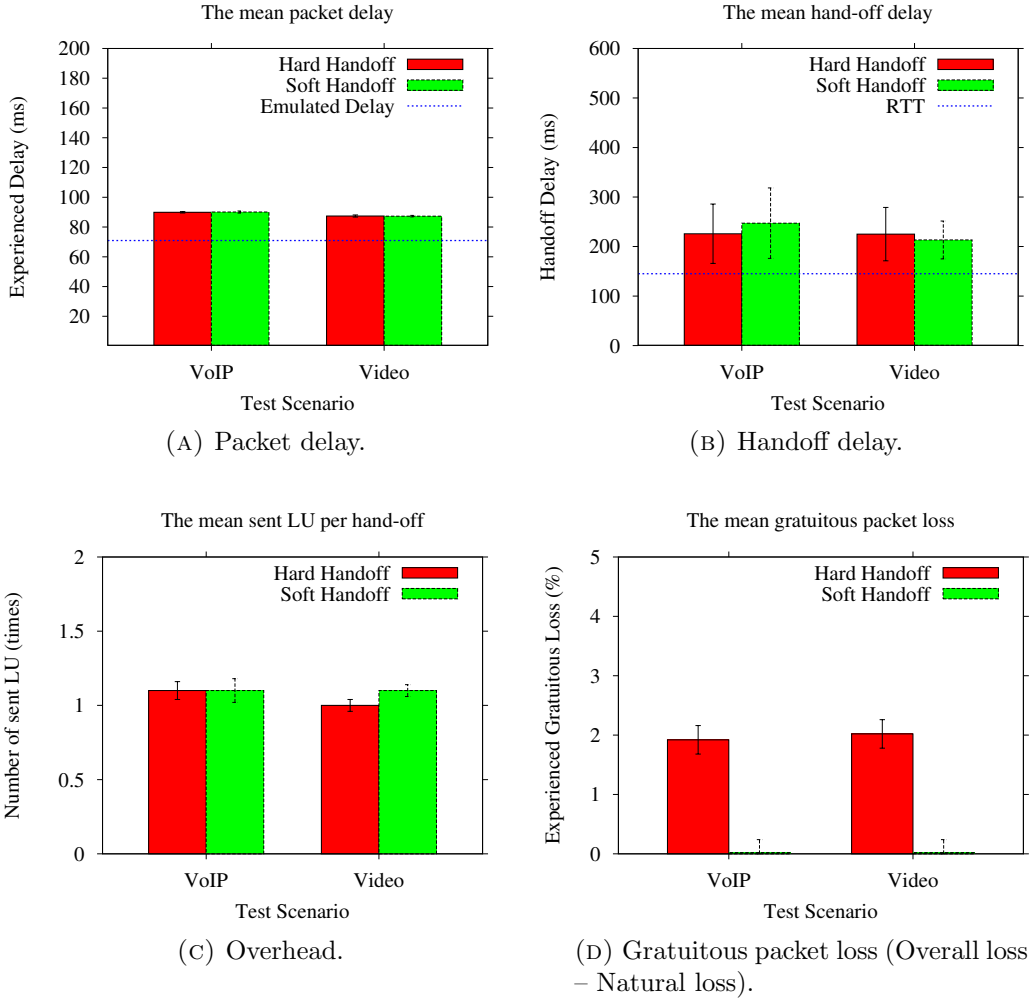 The mean packet delay
Experienced Delay (ms)
200
180
160
140
120
100
80
60
40
20
Hard Handoff
Soft Handoff
Emulated Delay
VoIP
Video
Test Scenario
(A) Packet delay.
The mean hand-off delay
Handoff Delay (ms)
600
500
400
300
200
100
0
Hard Handoff
Soft Handoff
RTT
VoIP
Video
Test Scenario
(B) Handoff delay.
The mean sent LU per hand-off
Number of sent LU (times)
2
1.5
1
0.5
0
Hard Handoff
Soft Handoff
VoIP
Video
Test Scenario
(C) Overhead.
The mean gratuitous packet loss
Experienced Gratuitous Loss (%)
5
4
3
2
1
0
Hard Handoff
Soft Handoff
VoIP
Video
Test Scenario
(D) Gratuitous packet loss (Overall loss
– Natural loss).